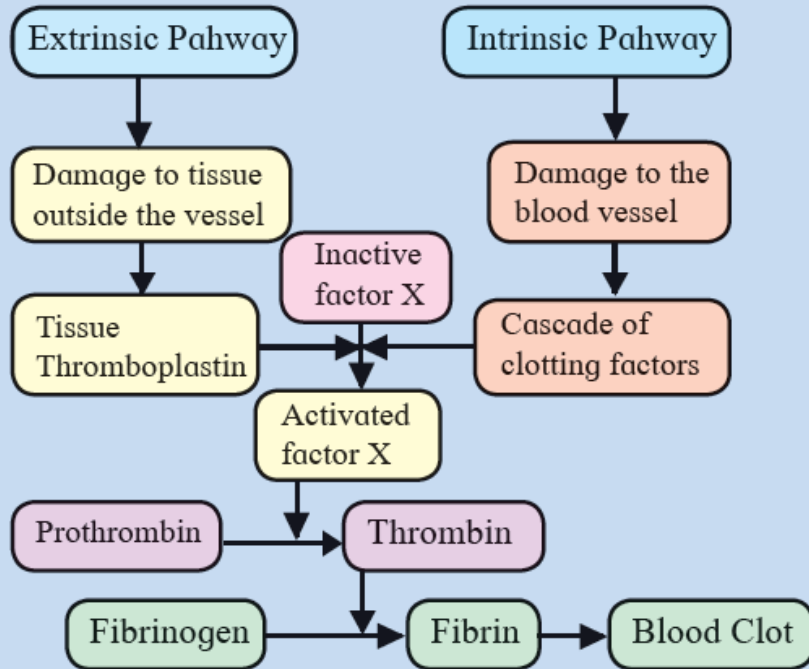 Extrinsic Pahway
Intrinsic Pahway
Damage to tissue
outside the vessel
Damage to the
blood vessel
Inactive
factor X
Tissue
Thromboplastin
Cascade of
clotting factors
Activated
factor X
Prothrombin
Thrombin
Fibrinogen
Fibrin
Blood Clot